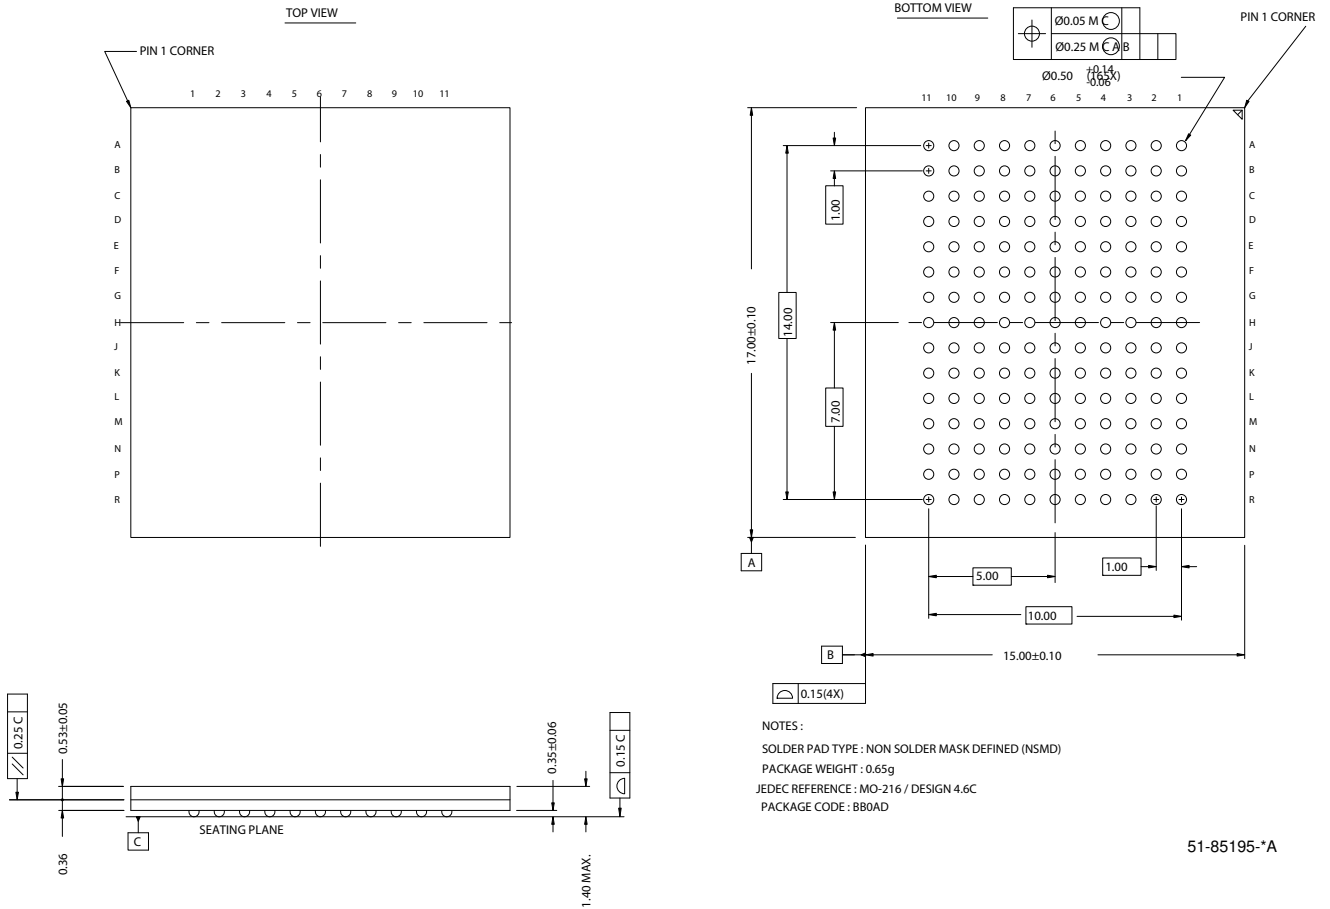 TOP VIEW
PIN 1 CORNER
1 2 3 4 5 6 7 8 9 10 11
A
B
C
D
E
F
G
H
J
K
L
M
N
P
R
BOTTOM VIEW
PIN 1 CORNER
Ø0.05 M C
Ø0.25 M C A B
Ø0.50 +0.14 -0.06 (165X)
11 10 9 8 7 6 5 4 3 2 1
A
B
C
D
E
F
G
H
J
K
L
M
N
P
R
1.00
14.00
17.00±0.10
7.00
A
5.00
1.00
10.00
B
15.00±0.10
0.15(4X)
0.25 C
0.53±0.05
0.35±0.06
0.15 C
SEATING PLANE
C
0.36
1.40 MAX.
NOTES :
SOLDER PAD TYPE : NON SOLDER MASK DEFINED (NSMD)
PACKAGE WEIGHT : 0.65g
JEDEC REFERENCE : MO-216 / DESIGN 4.6C
PACKAGE CODE : BB0AD
51-85195-*A